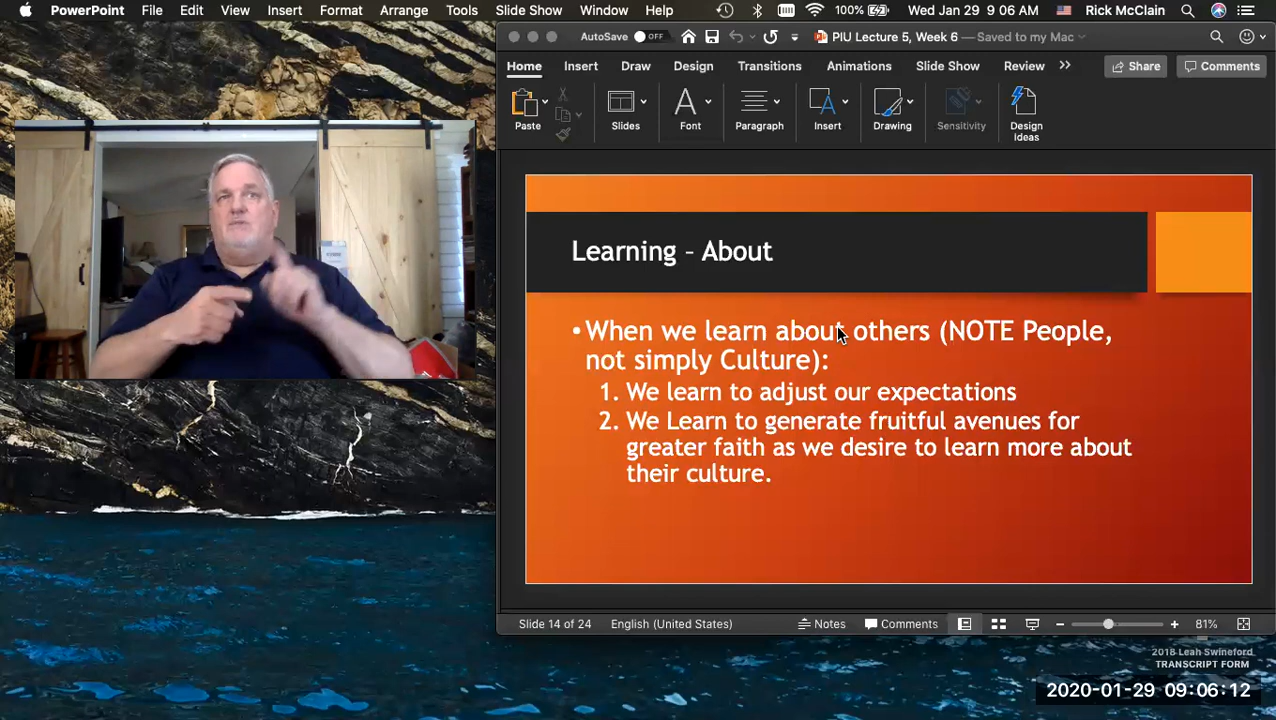 PowerPoint File Edit View Insert Format Arrange Tools Slide Show Window Help 100% Wed Jan 29 9:06 AM Rick McClain
AutoSave OFF PIU Lecture 5, Week 6 — Saved to my Mac
Home Insert Draw Design Transitions Animations Slide Show Review >> Share Comments
Paste Slides Font Paragraph Insert Drawing Sensitivity Design
Ideas
Learning – About
• When we learn about others (NOTE People,
not simply Culture):
1. We learn to adjust our expectations
2. We Learn to generate fruitful avenues for
greater faith as we desire to learn more about
their culture.
Slide 14 of 24 English (United States) Notes Comments 81%
2018 Leah Swineford
TRANSCRIPT FORM
2020-01-29 09:06:12